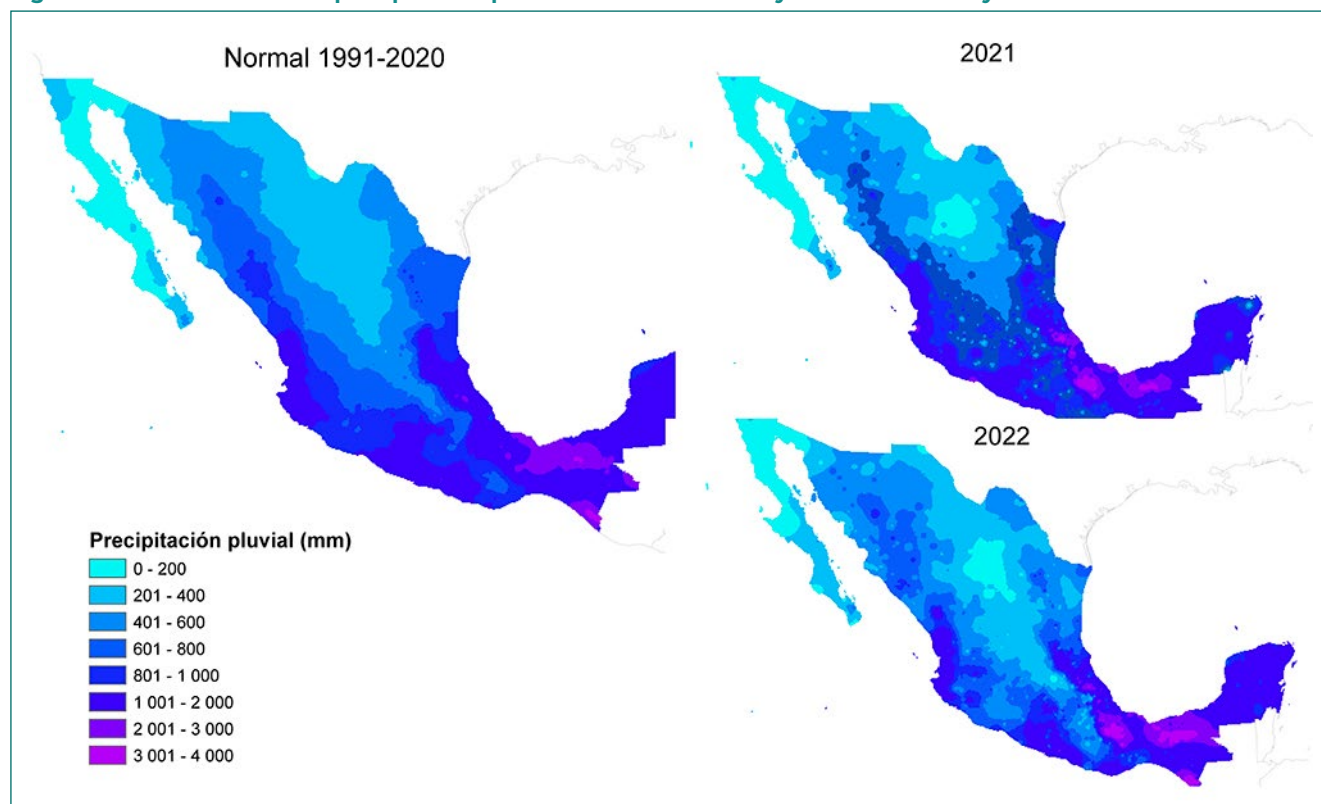 Normal 1991-2020
2021
2022
Precipitación pluvial (mm)
0 - 200
201 - 400
401 - 600
601 - 800
801 - 1 000
1 001 - 2 000
2 001 - 3 000
3 001 - 4 000